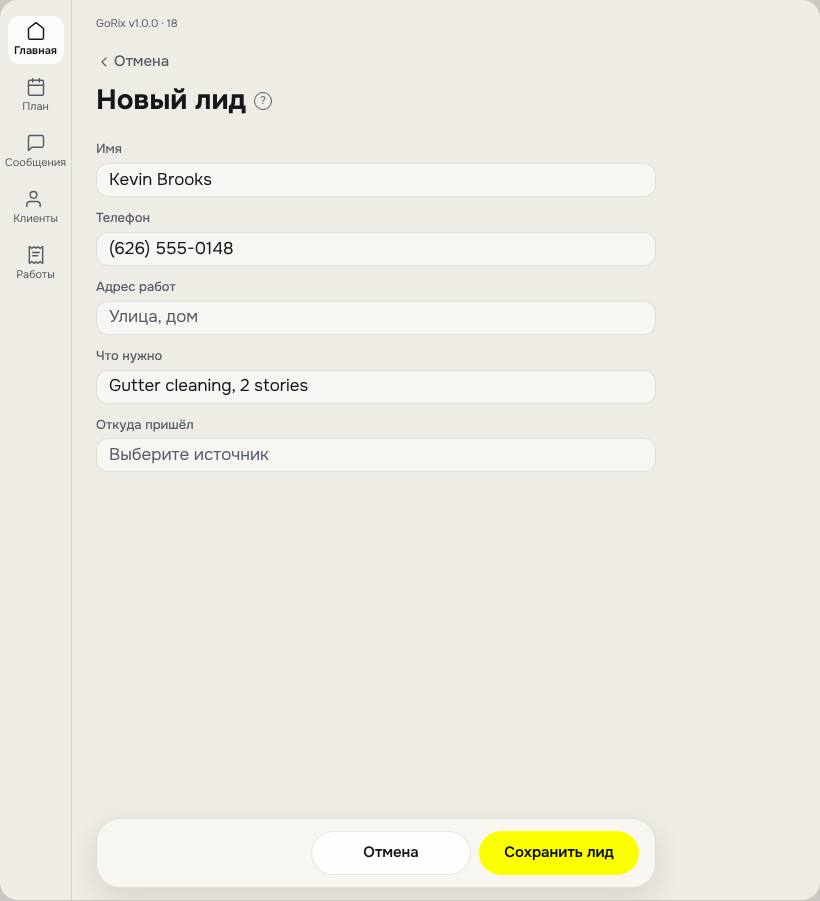 GoRix v1.0.0 · 18
Главная
План
Сообщения
Клиенты
Работы
Отмена
Новый лид ?
Имя
Kevin Brooks
Телефон
(626) 555-0148
Адрес работ
Улица, дом
Что нужно
Gutter cleaning, 2 stories
Откуда пришёл
Выберите источник
Отмена
Сохранить лид